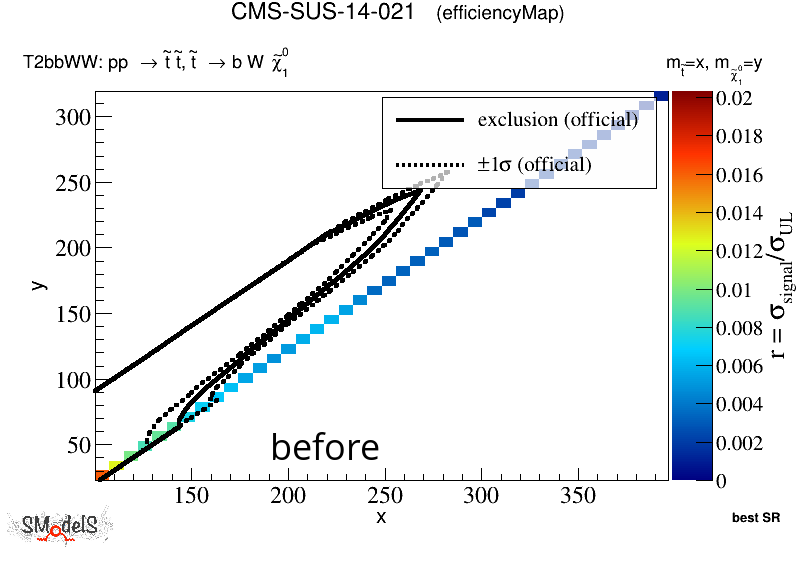 CMS-SUS-14-021 (efficiencyMap)
T2bbWW: pp → t̃ t̃, t̃ → b W χ̃₁⁰
m_t̃=x, m_χ̃₁⁰=y
exclusion (official)
±1σ (official)
300
250
200
150
100
50
y
150
200
250
300
350
x
before
0.02
0.018
0.016
0.014
0.012
0.01
0.008
0.006
0.004
0.002
0
r = σ_signal/σ_UL
SModelS
best SR